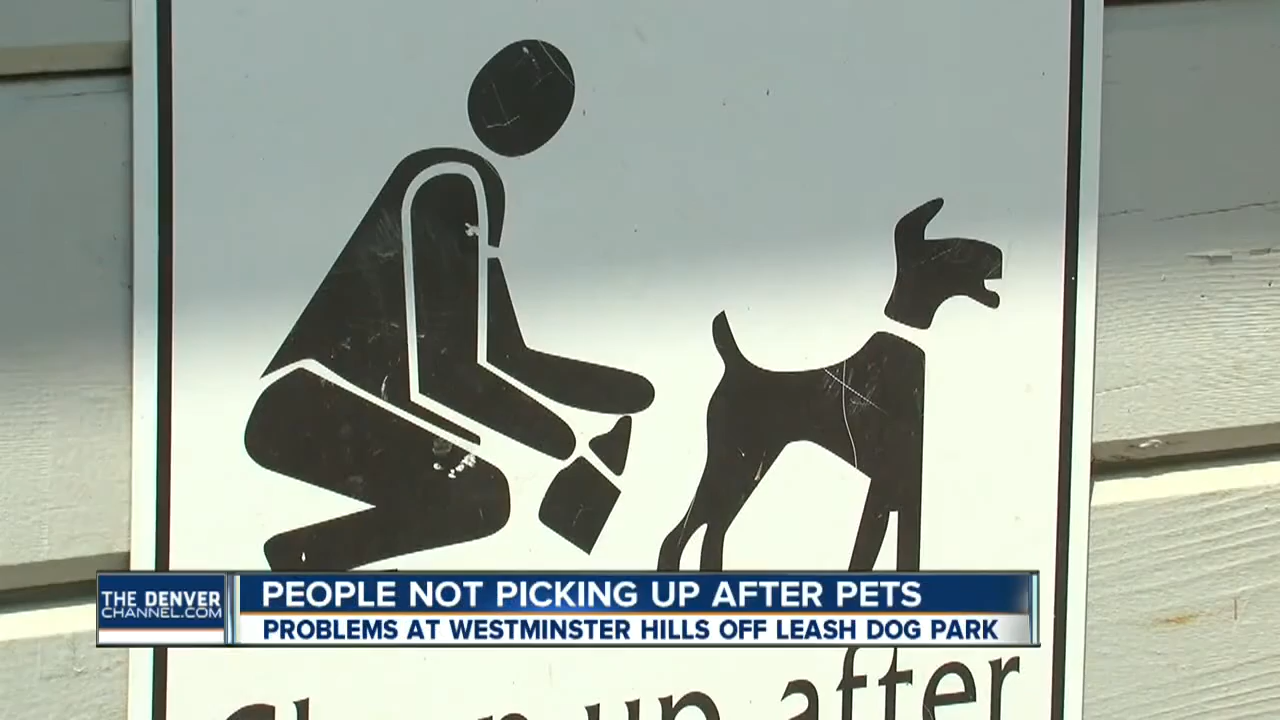 THE DENVER
CHANNEL.COM
PEOPLE NOT PICKING UP AFTER PETS
PROBLEMS AT WESTMINSTER HILLS OFF LEASH DOG PARK
up after